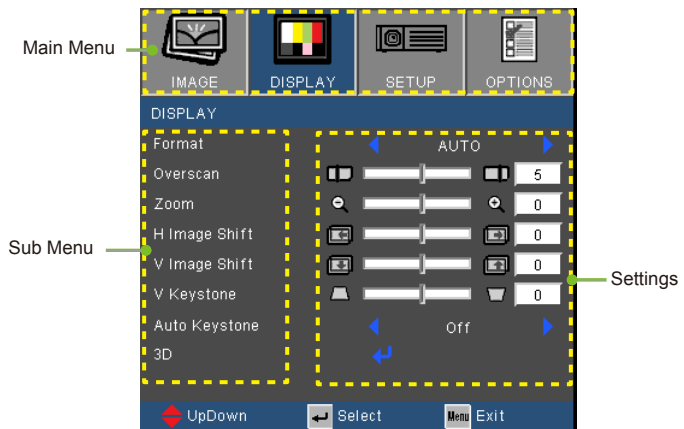 Main Menu
IMAGE DISPLAY SETUP OPTIONS
DISPLAY
Format AUTO
Overscan 5
Zoom 0
H Image Shift 0
Sub Menu
V Image Shift 0
Settings
V Keystone 0
Auto Keystone Off
3D
UpDown Select Menu Exit